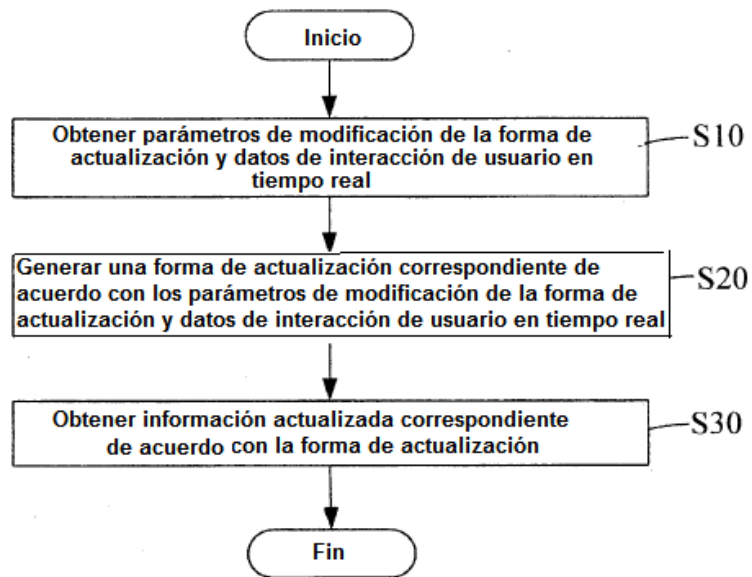 Inicio
Obtener parámetros de modificación de la forma de
actualización y datos de interacción de usuario en
tiempo real
S10
Generar una forma de actualización correspondiente de
acuerdo con los parámetros de modificación de la forma de
actualización y datos de interacción de usuario en tiempo real
S20
Obtener información actualizada correspondiente
de acuerdo con la forma de actualización
S30
Fin